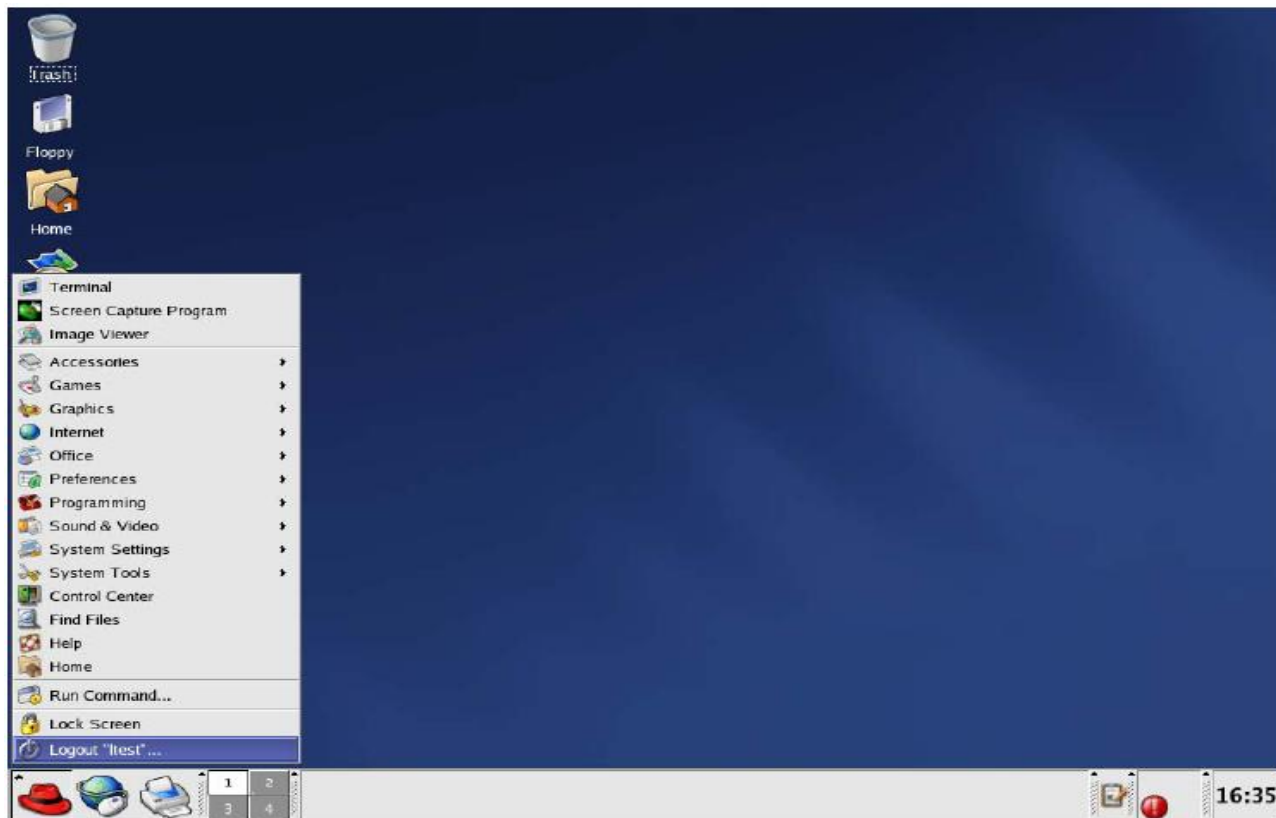 Trash
Floppy
Home
Terminal
Screen Capture Program
Image Viewer
Accessories
Games
Graphics
Internet
Office
Preferences
Programming
Sound & Video
System Settings
System Tools
Control Center
Find Files
Help
Home
Run Command...
Lock Screen
Logout "ltest"...
1 2
3 4
16:35